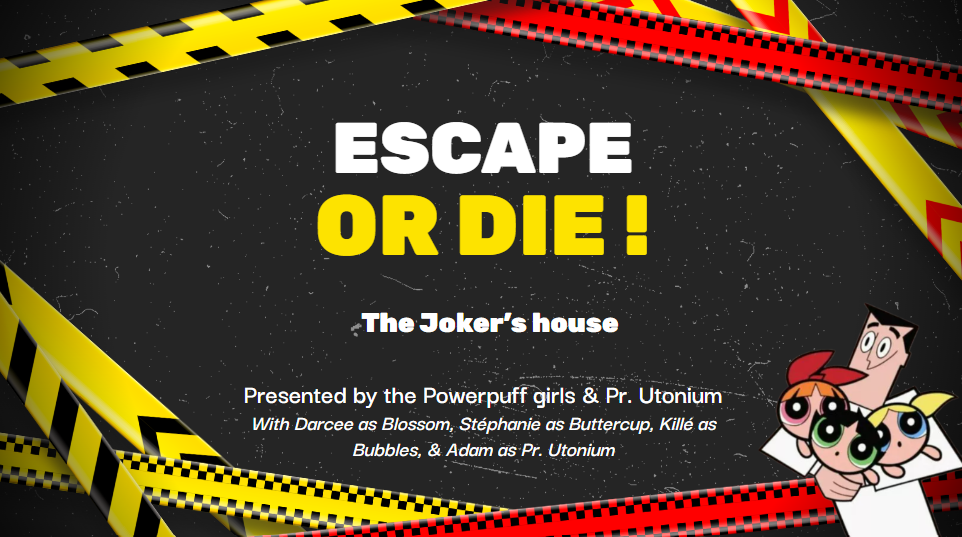 ESCAPE
OR DIE !
The Joker's house
Presented by the Powerpuff girls & Pr. Utonium
With Darcee as Blossom, Stéphanie as Buttercup, Killé as
Bubbles, & Adam as Pr. Utonium